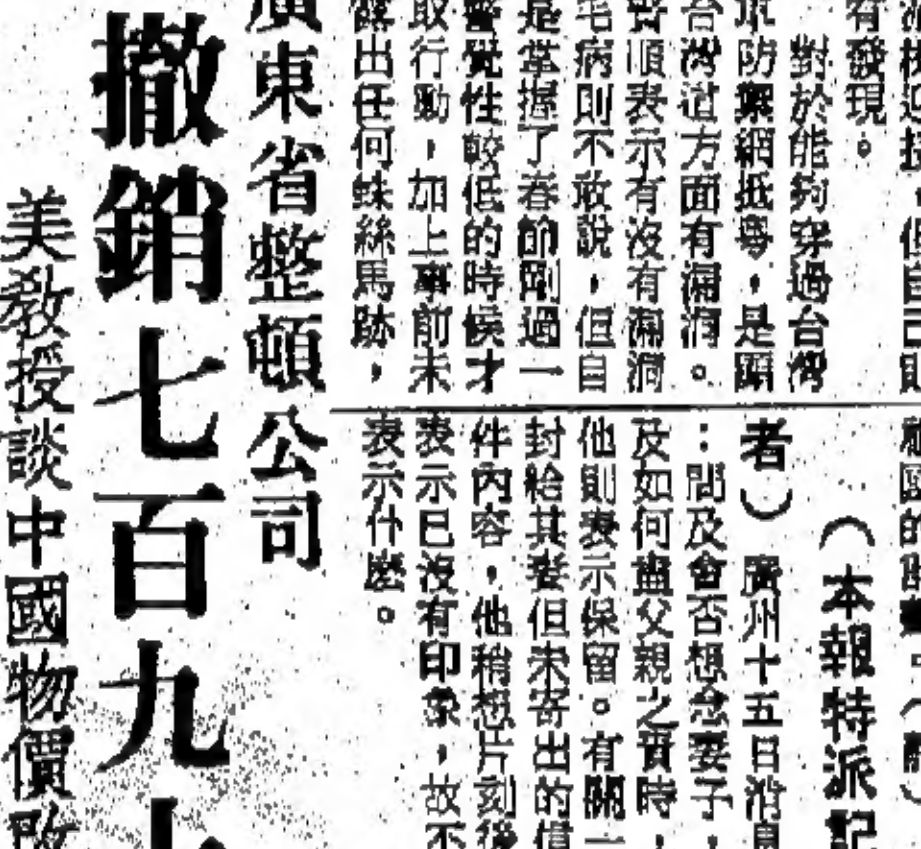 有發現。
對於能夠穿過台灣
防禦網抵粵,是顯
台灣這方面有漏洞。
順表示有沒有漏洞
毛病則不敢說,但自
是掌握了春節剛過一
警覺性較低的時候才
取行動,加上事前未
露出任何蛛絲馬跡,
(本報特派記
者)廣州十五日消息
:問及會否想念妻子,
及如何盡父親之責時,
他則表示保留。有關一
封給其妻但未寄出的信
件內容,他稍想片刻後
表示已沒有印象,故不
表示什麼。
廣東省整頓公司
撤銷七百九十
美教授談中國物價改